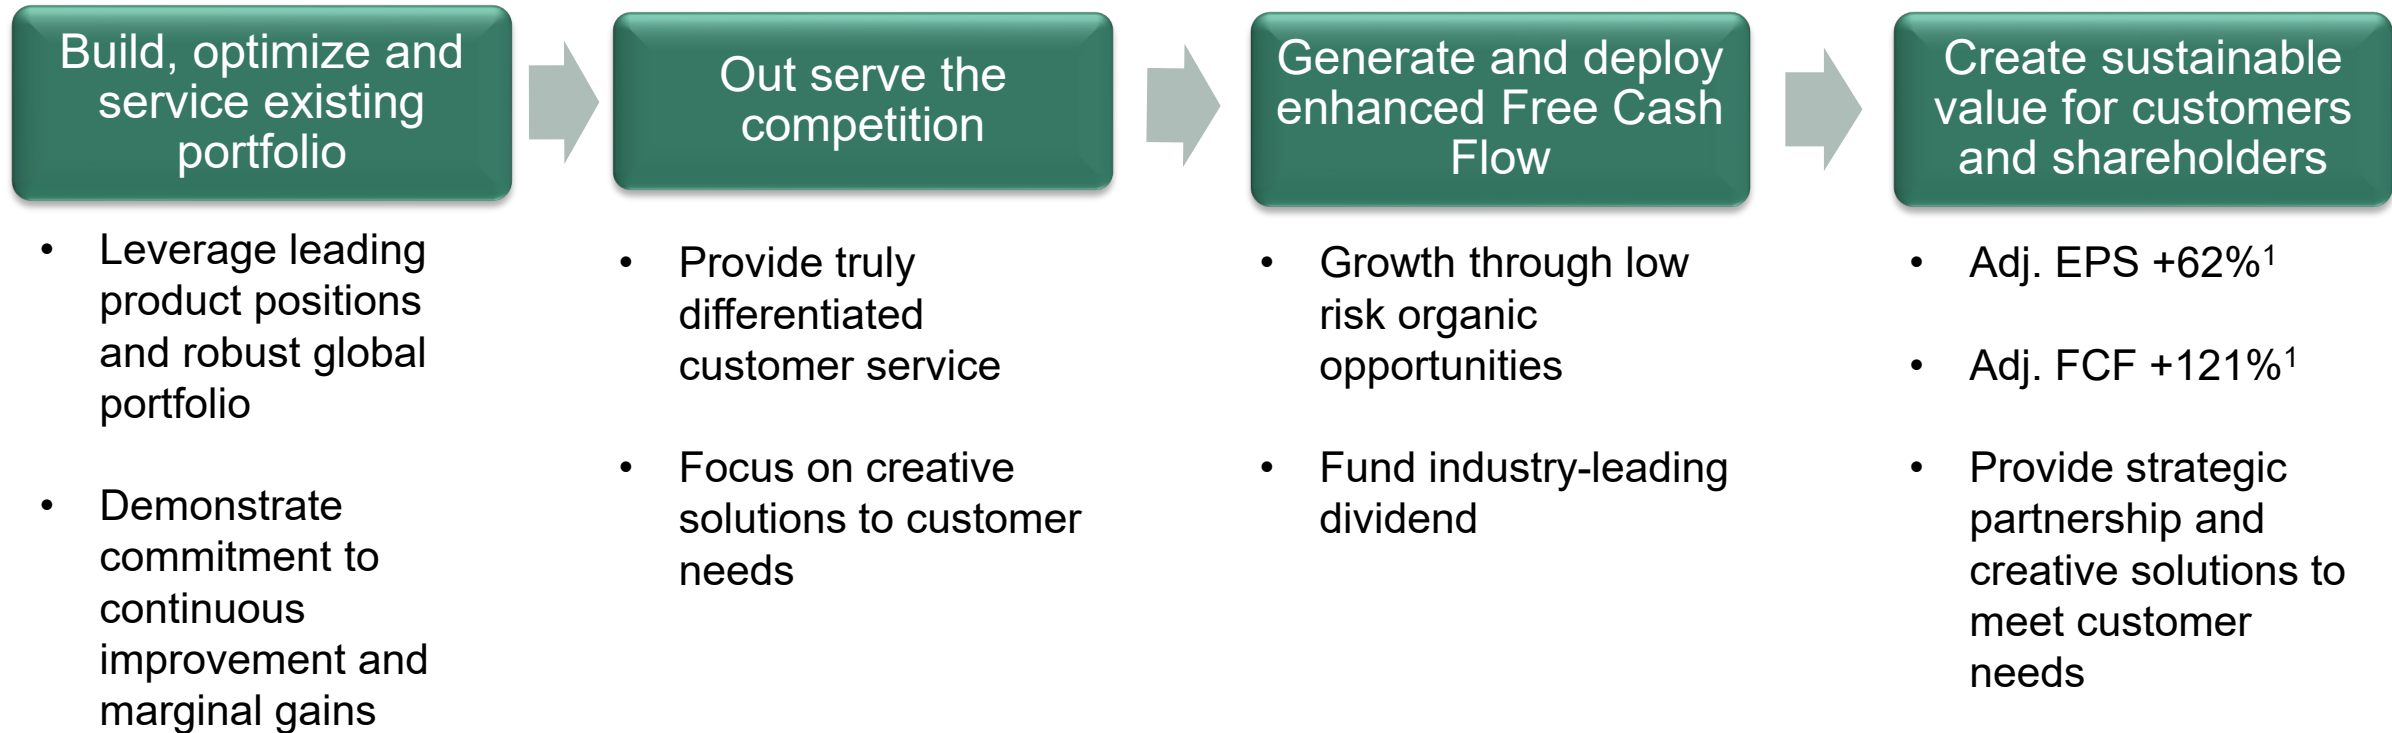 Build, optimize and
service existing
portfolio
• Leverage leading
product positions
and robust global
portfolio
• Demonstrate
commitment to
continuous
improvement and
marginal gains
Out serve the
competition
• Provide truly
differentiated
customer service
• Focus on creative
solutions to customer
needs
Generate and deploy
enhanced Free Cash
Flow
• Growth through low
risk organic
opportunities
• Fund industry-leading
dividend
Create sustainable
value for customers
and shareholders
• Adj. EPS +62%¹
• Adj. FCF +121%¹
• Provide strategic
partnership and
creative solutions to
meet customer
needs